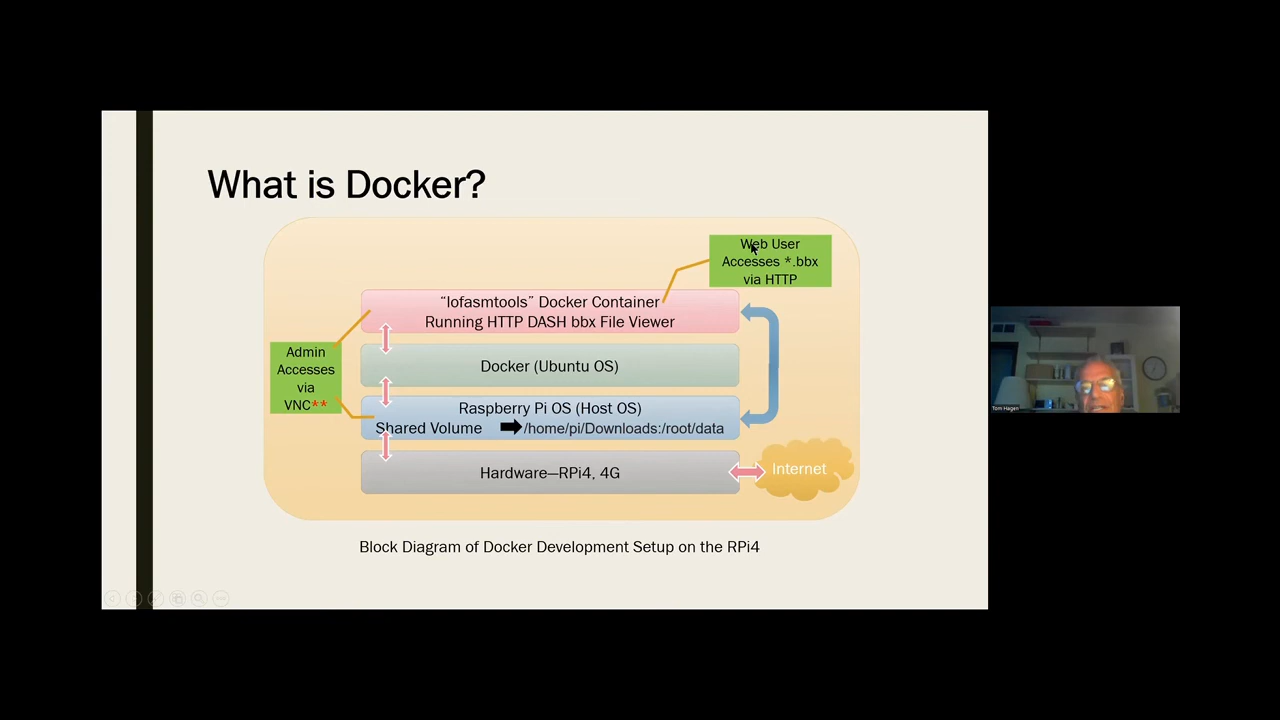 What is Docker?
Web User
Accesses *.bbx
via HTTP
“lofasmtools” Docker Container
Running HTTP DASH bbx File Viewer
Admin
Accesses
via
VNC**
Docker (Ubuntu OS)
Raspberry Pi OS (Host OS)
Shared Volume /home/pi/Downloads:/root/data
Hardware—RPi4, 4G
Internet
Block Diagram of Docker Development Setup on the RPi4
Tom Hagen